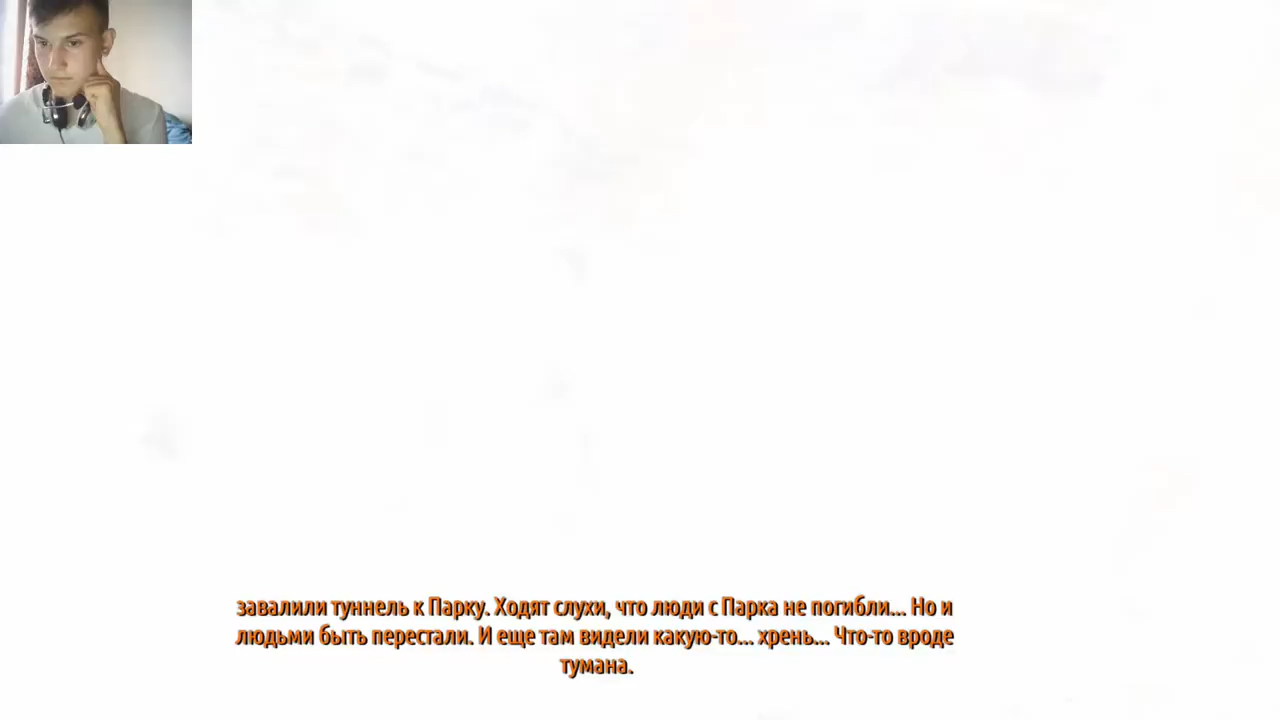 завалили туннель к Парку. Ходят слухи, что люди с Парка не погибли... Но и
людьми быть перестали. И еще там видели какую-то... хрень... Что-то вроде
тумана.